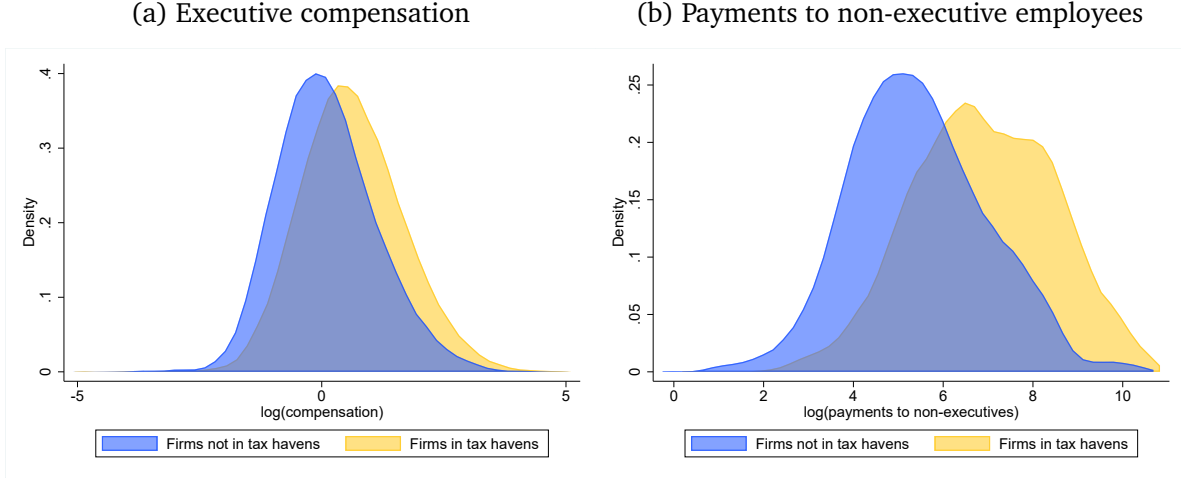 (a) Executive compensation
(b) Payments to non-executive employees
Density
.4
.3
.2
.1
0
-5 0 5
log(compensation)
Firms not in tax havens Firms in tax havens
Density
.25
.2
.15
.1
.05
0
0 2 4 6 8 10
log(payments to non-executives)
Firms not in tax havens Firms in tax havens